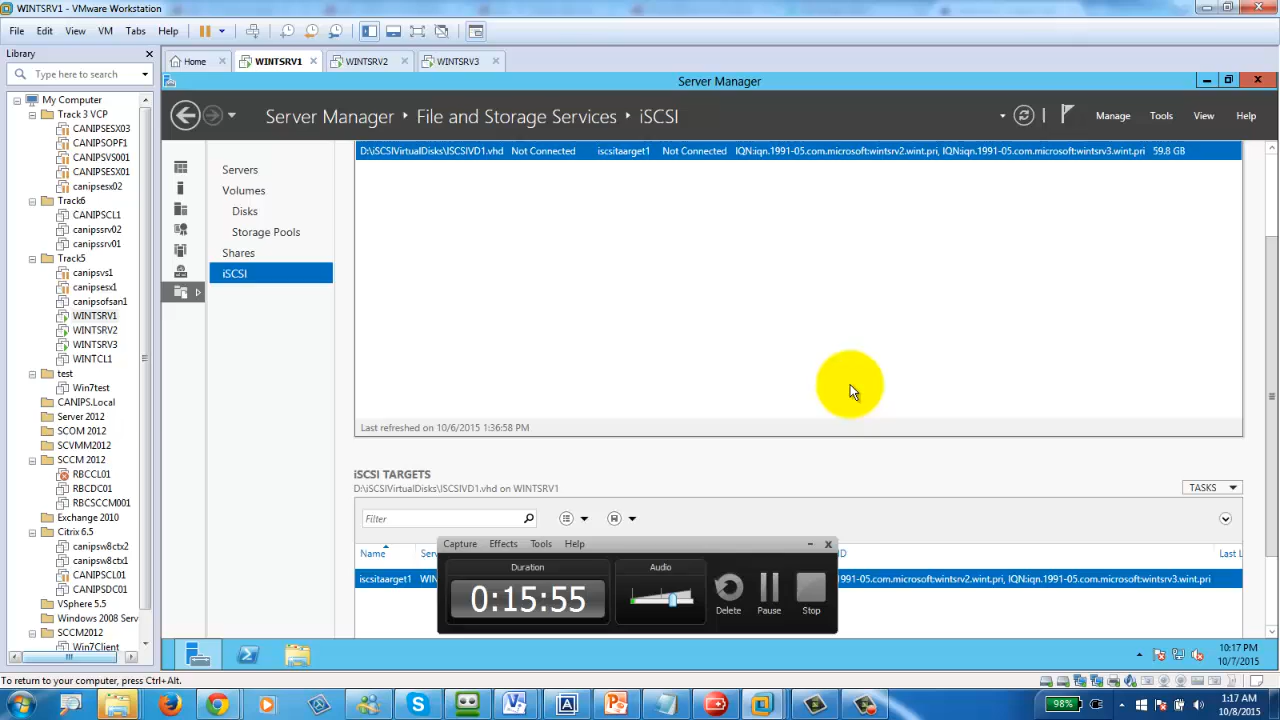 WINTSRV1 - VMware Workstation
File Edit View VM Tabs Help
Library
Type here to search
My Computer
Track 3 VCP
CANIPSESX03
CANIPSOPF1
CANIPSVS001
CANIPSESX01
canipsesx02
Track6
CANIPSCL1
canipssrv02
canipssrv01
Track5
canipsvs1
canipsesx1
canipsofsan1
WINTSRV1
WINTSRV2
WINTSRV3
WINTCL1
test
Win7test
CANIPS.Local
Server 2012
SCOM 2012
SCVMM2012
SCCM 2012
RBCCL01
RBCDC01
RBCSCCM001
Exchange 2010
Citrix 6.5
canipsw8ctx2
canipsw8ctx1
CANIPSCL01
CANIPSDC01
VSphere 5.5
Windows 2008 Serv
SCCM2012
Win7Client
Home WINTSRV1 WINTSRV2 WINTSRV3
Server Manager
Server Manager File and Storage Services iSCSI
Manage Tools View Help
Servers
Volumes
Disks
Storage Pools
Shares
iSCSI
D:\iSCSIVirtualDisks\ISCSIVD1.vhd Not Connected iscsitaarget1 Not Connected IQN:iqn.1991-05.com.microsoft:wintsrv2.wint.pri, IQN:iqn.1991-05.com.microsoft:wintsrv3.wint.pri 59.8 GB
Last refreshed on 10/6/2015 1:36:58 PM
iSCSI TARGETS
D:\iSCSIVirtualDisks\ISCSIVD1.vhd on WINTSRV1
TASKS
Filter
Name Serv ID Last L
iscsitaarget1 WIN 991-05.com.microsoft:wintsrv2.wint.pri, IQN:iqn.1991-05.com.microsoft:wintsrv3.wint.pri
Capture Effects Tools Help
Duration
0:15:55
Audio
Delete Pause Stop
10:17 PM
10/7/2015
To return to your computer, press Ctrl+Alt.
98%
1:17 AM
10/8/2015